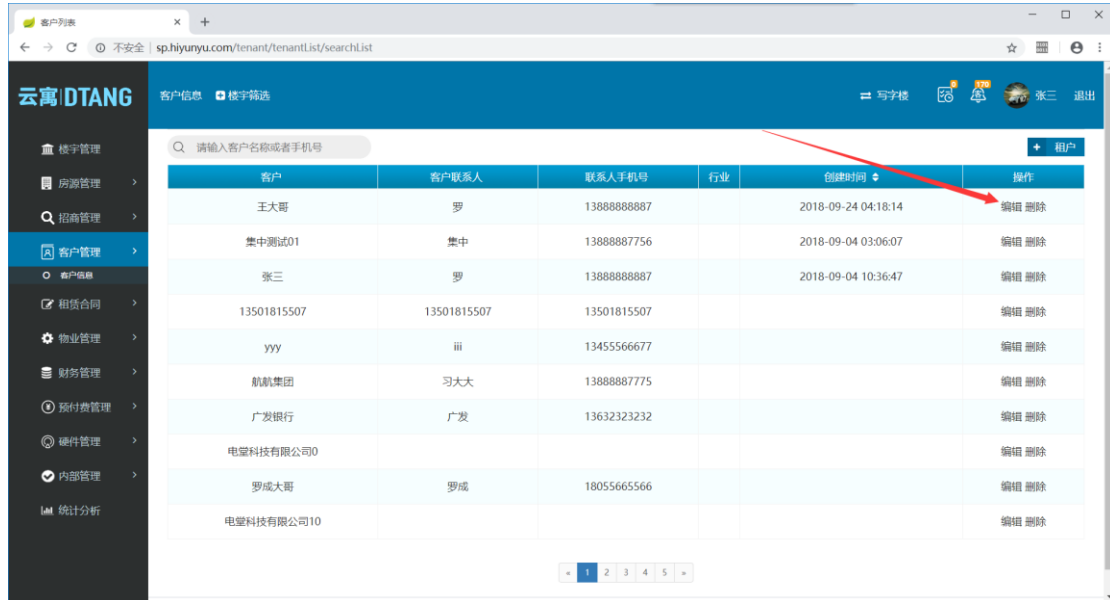 客户列表
不安全 sp.hiyunyu.com/tenant/tenantList/searchList
云寓 DTANG
客户信息 楼宇筛选
写字楼 0 170 张三 退出
楼宇管理
房源管理
招商管理
客户管理
客户信息
租赁合同
物业管理
财务管理
预付费管理
硬件管理
内部管理
统计分析
请输入客户名称或者手机号
+ 租户
客户 客户联系人 联系人手机号 行业 创建时间 操作
王大哥 罗 13888888887 2018-09-24 04:18:14 编辑 删除
集中测试01 集中 13888887756 2018-09-04 03:06:07 编辑 删除
张三 罗 13888888887 2018-09-04 10:36:47 编辑 删除
13501815507 13501815507 13501815507 编辑 删除
yyy iii 13455566677 编辑 删除
航航集团 习大大 13888887775 编辑 删除
广发银行 广发 13632323232 编辑 删除
电堂科技有限公司0 编辑 删除
罗成大哥 罗成 18055665566 编辑 删除
电堂科技有限公司10 编辑 删除
« 1 2 3 4 5 »